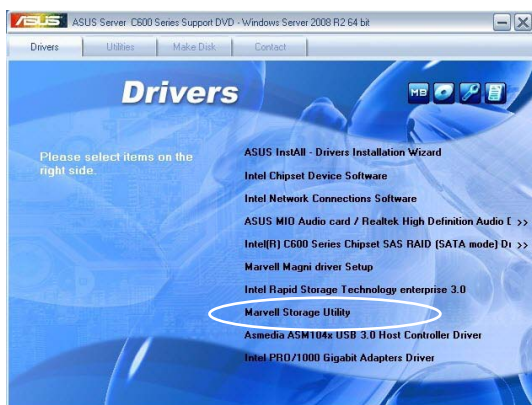 ASUS Server C600 Series Support DVD - Windows Server 2008 R2 64 bit
Drivers
Utilities
Make Disk
Contact
Drivers
MB
Please select items on the
right side.
ASUS InstAll - Drivers Installation Wizard
Intel Chipset Device Software
Intel Network Connections Software
ASUS MIO Audio card / Realtek High Definition Audio D >>
Intel(R) C600 Series Chipset SAS RAID (SATA mode) Dr >>
Marvell Magni driver Setup
Intel Rapid Storage Technology enterprise 3.0
Marvell Storage Utility
Asmedia ASM104x USB 3.0 Host Controller Driver
Intel PRO/1000 Gigabit Adapters Driver